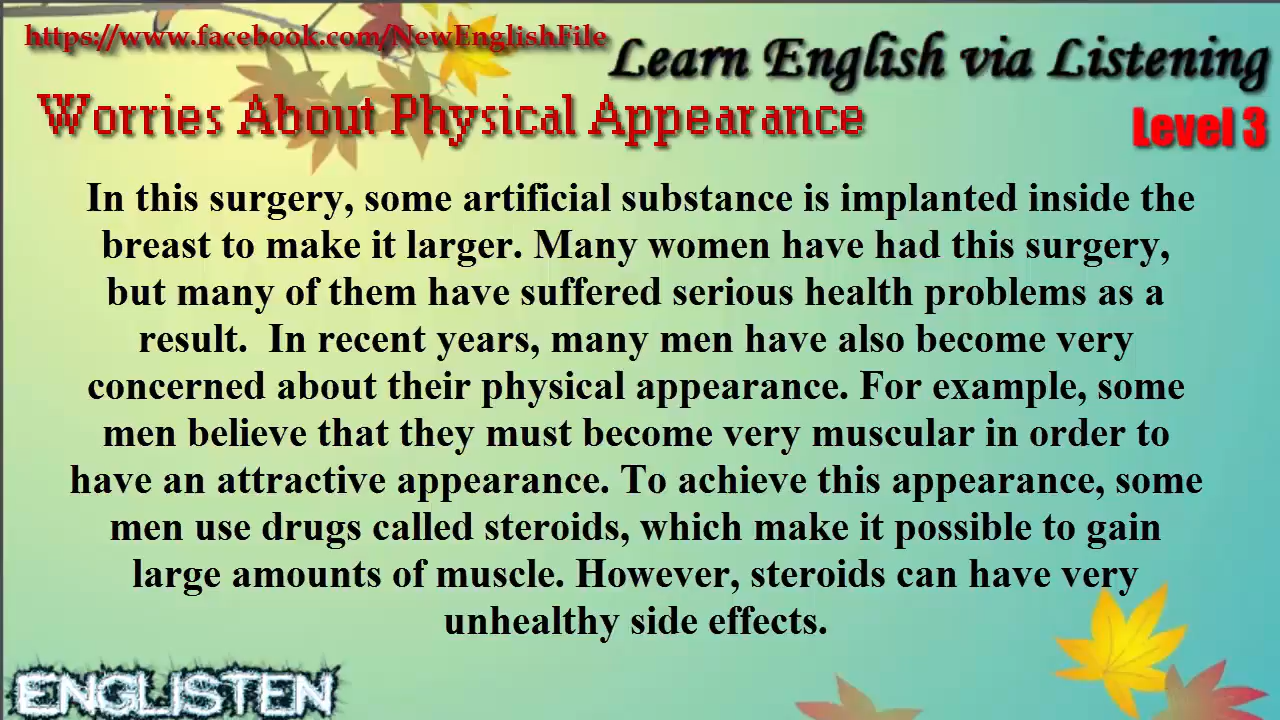 https://www.facebook.com/NewEnglishFile
Learn English via Listening
Worries About Physical Appearance
Level 3
In this surgery, some artificial substance is implanted inside the
breast to make it larger. Many women have had this surgery,
but many of them have suffered serious health problems as a
result.  In recent years, many men have also become very
concerned about their physical appearance. For example, some
men believe that they must become very muscular in order to
have an attractive appearance. To achieve this appearance, some
men use drugs called steroids, which make it possible to gain
large amounts of muscle. However, steroids can have very
unhealthy side effects.
ENGLISTEN